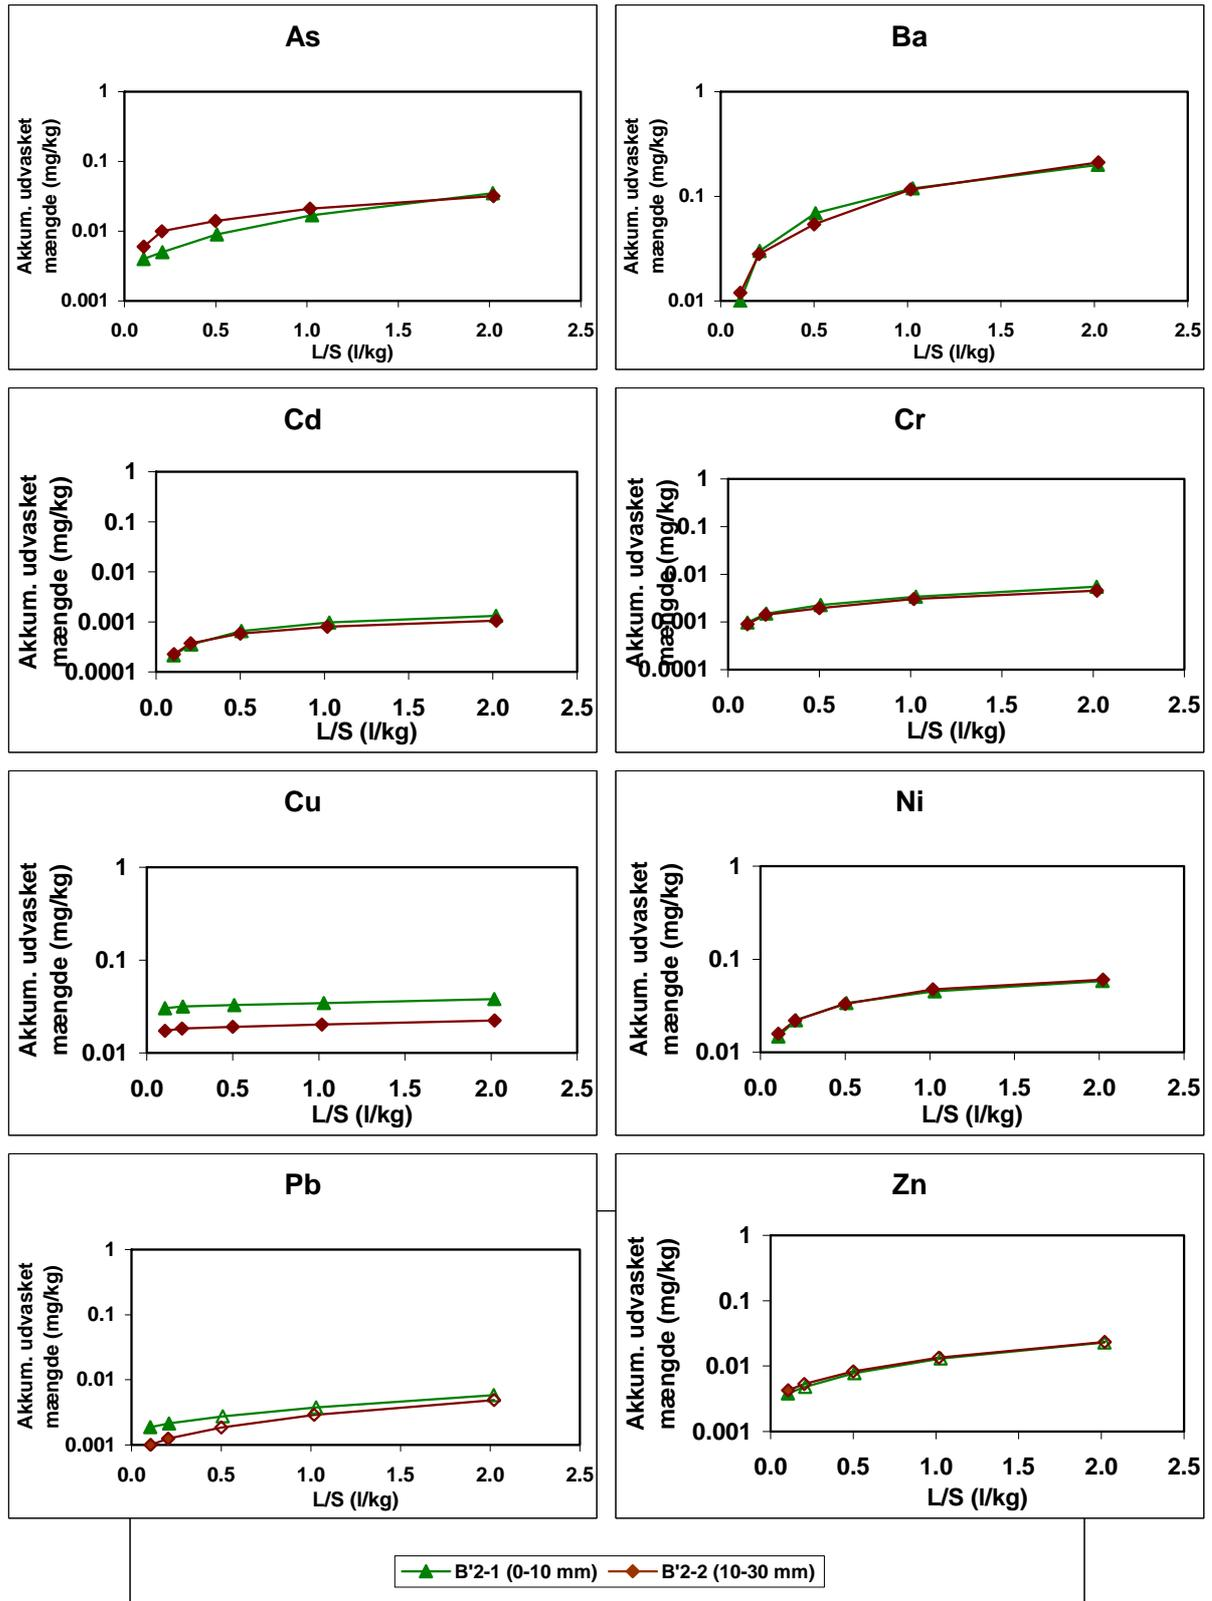 As
Akkum. udvasket
mængde (mg/kg)
1
0.1
0.01
0.001
0.0 0.5 1.0 1.5 2.0 2.5
L/S (l/kg)
Ba
Akkum. udvasket
mængde (mg/kg)
1
0.1
0.01
0.0 0.5 1.0 1.5 2.0 2.5
L/S (l/kg)
Cd
Akkum. udvasket
mængde (mg/kg)
1
0.1
0.01
0.001
0.0001
0.0 0.5 1.0 1.5 2.0 2.5
L/S (l/kg)
Cr
Akkum. udvasket
mængde (mg/kg)
1
0.1
0.01
0.001
0.0001
0.0 0.5 1.0 1.5 2.0 2.5
L/S (l/kg)
Cu
Akkum. udvasket
mængde (mg/kg)
1
0.1
0.01
0.0 0.5 1.0 1.5 2.0 2.5
L/S (l/kg)
Ni
Akkum. udvasket
mængde (mg/kg)
1
0.1
0.01
0.0 0.5 1.0 1.5 2.0 2.5
L/S (l/kg)
Pb
Akkum. udvasket
mængde (mg/kg)
1
0.1
0.01
0.001
0.0 0.5 1.0 1.5 2.0 2.5
L/S (l/kg)
Zn
Akkum. udvasket
mængde (mg/kg)
1
0.1
0.01
0.001
0.0 0.5 1.0 1.5 2.0 2.5
L/S (l/kg)
B'2-1 (0-10 mm) B'2-2 (10-30 mm)